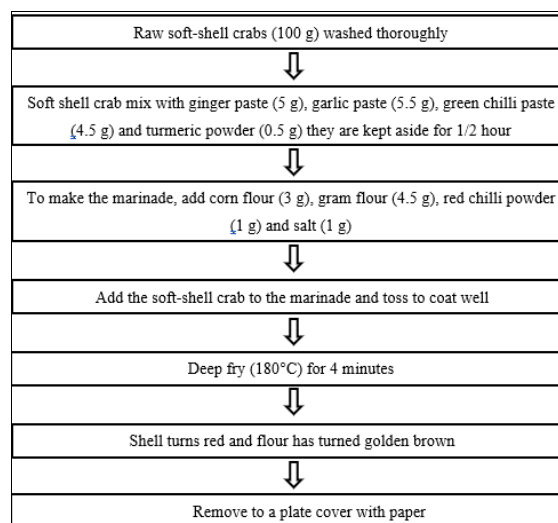 Raw soft-shell crabs (100 g) washed thoroughly
Soft shell crab mix with ginger paste (5 g), garlic paste (5.5 g), green chilli paste
(4.5 g) and turmeric powder (0.5 g) they are kept aside for 1/2 hour
To make the marinade, add corn flour (3 g), gram flour (4.5 g), red chilli powder
(1 g) and salt (1 g)
Add the soft-shell crab to the marinade and toss to coat well
Deep fry (180°C) for 4 minutes
Shell turns red and flour has turned golden brown
Remove to a plate cover with paper